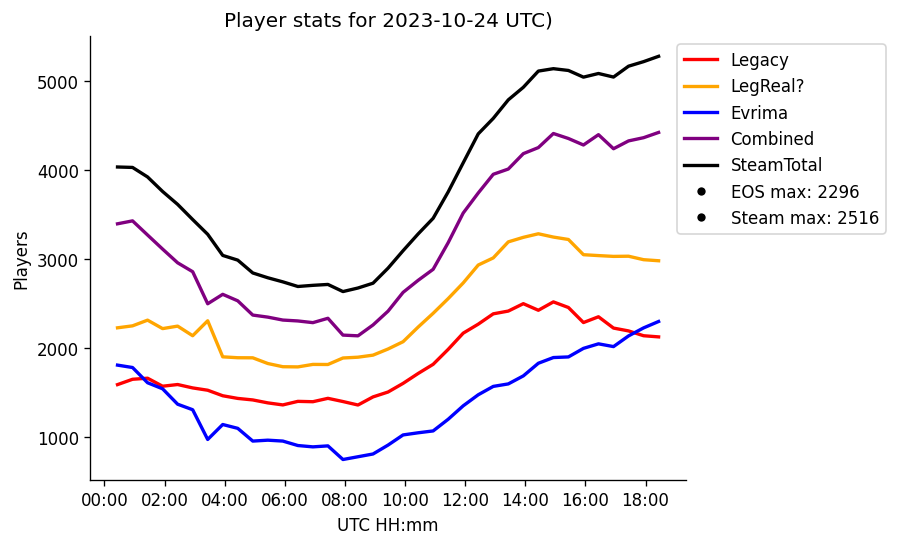 Player stats for 2023-10-24 UTC)
Legacy
LegReal?
Evrima
Combined
SteamTotal
EOS max: 2296
Steam max: 2516
Players
5000
4000
3000
2000
1000
00:00 02:00 04:00 06:00 08:00 10:00 12:00 14:00 16:00 18:00
UTC HH:mm